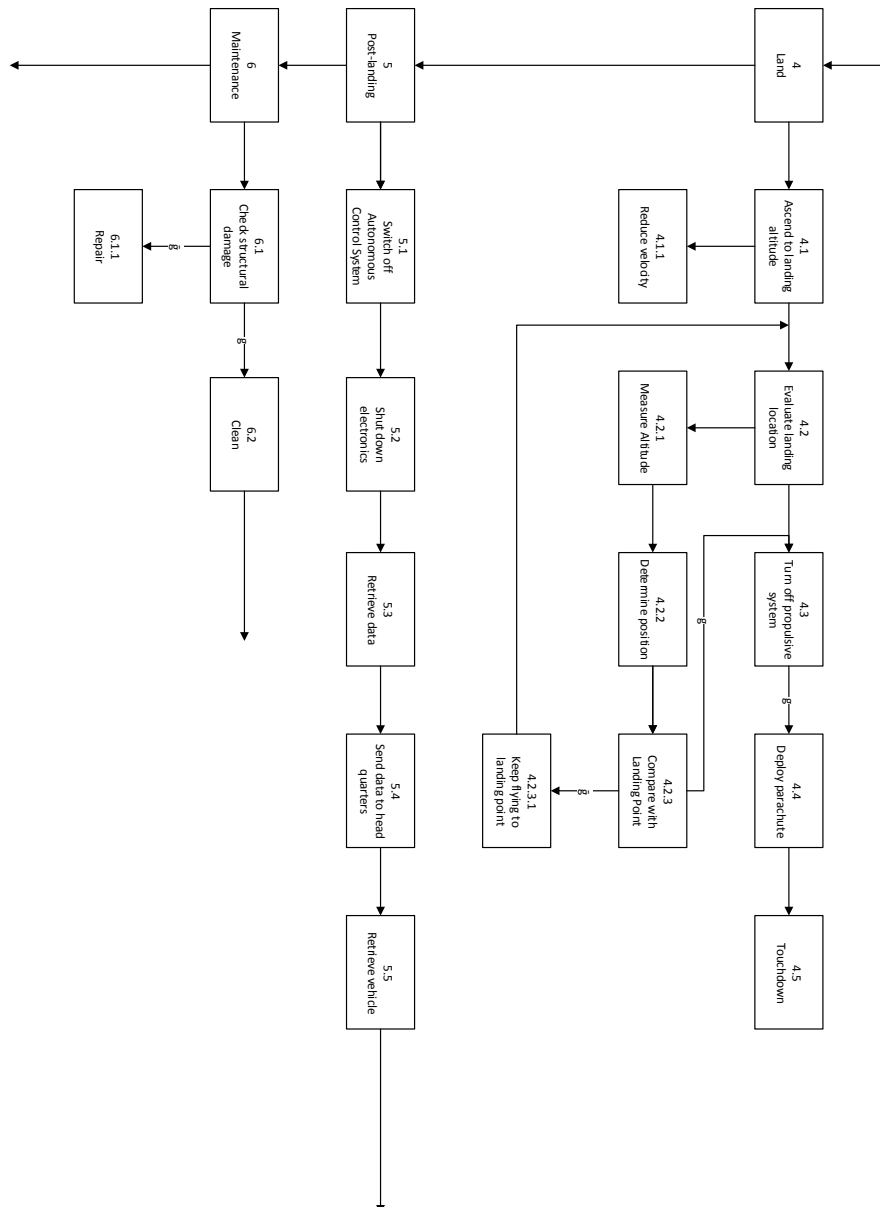 4
Land
4.1
Ascend to landing
altitude
4.1.1
Reduce velocity
4.2
Evaluate landing
location
4.2.1
Measure Altitude
4.2.2
Determine position
4.2.3
Compare with
Landing Point
g
g̅
4.2.3.1
Keep flying to
landing point
4.3
Turn off propulsive
system
g
4.4
Deploy parachute
4.5
Touchdown
5
Post-landing
5.1
Switch off
Autonomous
Control System
5.2
Shut down
electronics
5.3
Retrieve data
5.4
Send data to head
quarters
5.5
Retrieve vehicle
6
Maintenance
6.1
Check structural
damage
g̅
6.1.1
Repair
g
6.2
Clean